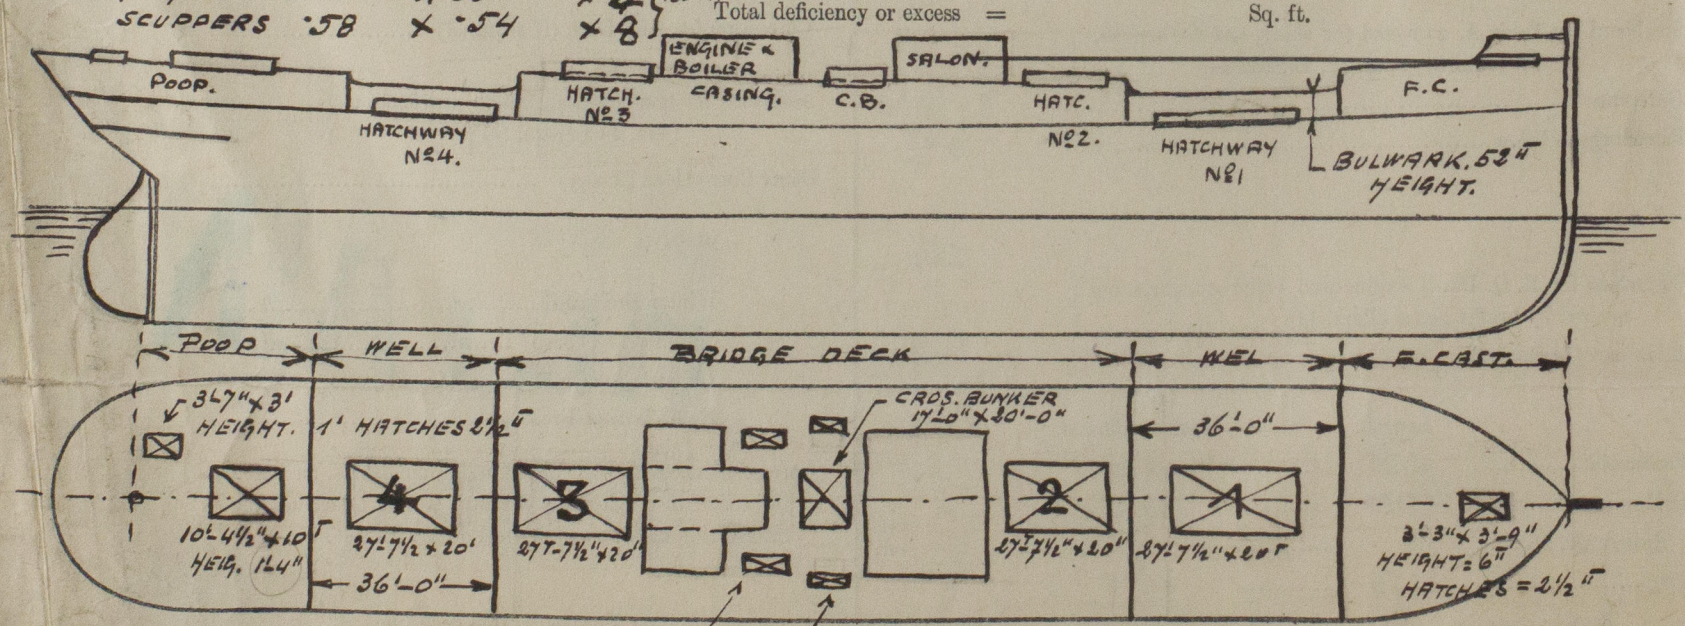 SCUPPERS ·58 × ·54 × 8
Total deficiency or excess = Sq. ft.
POOP.
HATCHWAY
Nº4.
HATCH.
Nº3
ENGINE &
BOILER
CASING.
C.B.
SALON.
HATC.
Nº2.
HATCHWAY
Nº1
F.C.
BULWARK. 52"
HEIGHT.
POOP
WELL
BRIDGE DECK
WEL
F. CAST.
3'-7" × 3'
HEIGHT. 1' HATCHES 2½"
CROS. BUNKER
17'-0" × 20'-0"
36'-0"
4
3
2
1
10'-4½" × 10'
HEIG. 1'-4"
27'-7½ × 20'
27'-7½" × 20'
27'-7½" × 20"
27'-7½" × 20'
36'-0"
3'-3" × 3'-9"
HEIGHT = 6"
HATCHES = 2½"